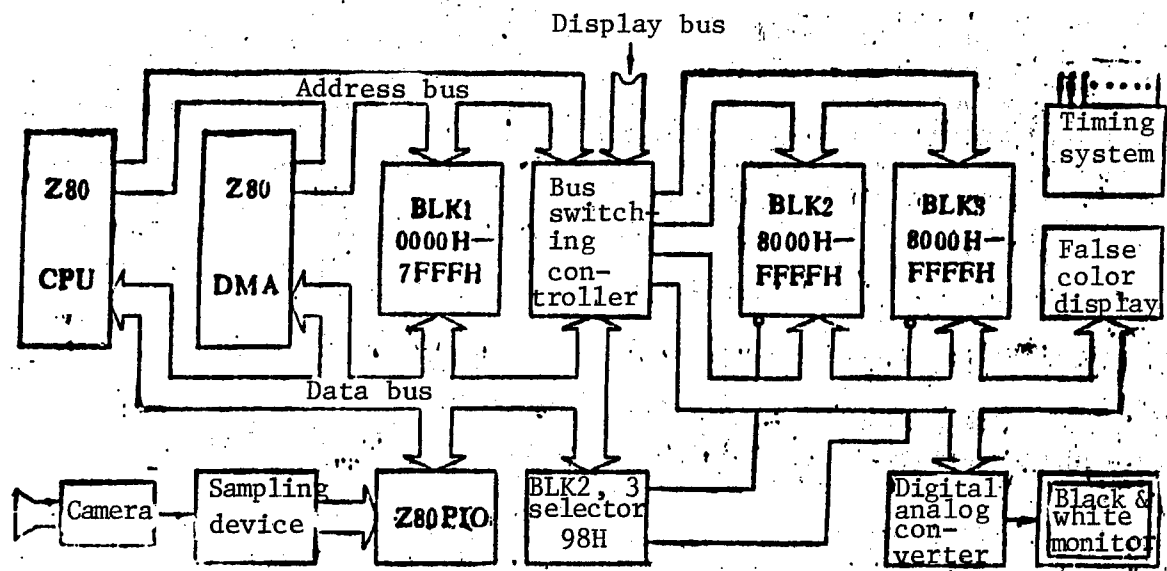 Display bus
Address bus
Timing
system
Z80
CPU
Z80
DMA
BLK1
0000H—
7FFFH
Bus
switch-
ing
con-
troller
BLK2
8000H—
FFFFH
BLK3
8000H—
FFFFH
False
color
display
Data bus
Camera
Sampling
device
Z80PIO
BLK2, 3
selector
98H
Digital
analog
con-
verter
Black &
white
monitor